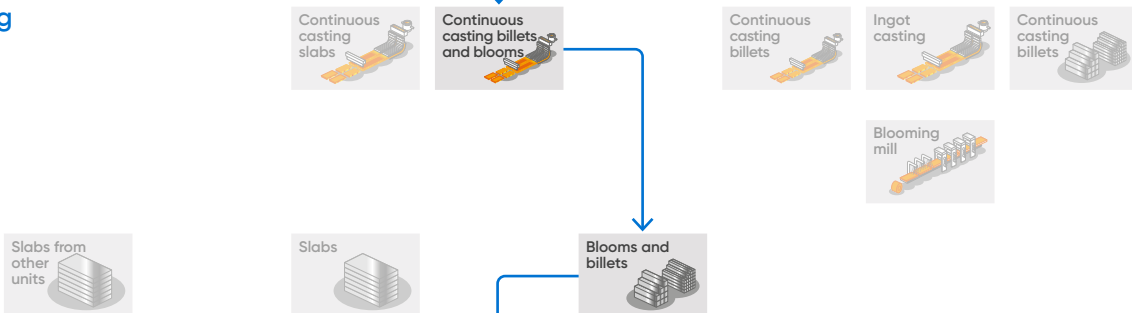 Continuous
casting
slabs
Continuous
casting billets
and blooms
Continuous
casting
billets
Ingot
casting
Continuous
casting
billets
Blooming
mill
Slabs from
other
units
Slabs
Blooms and
billets